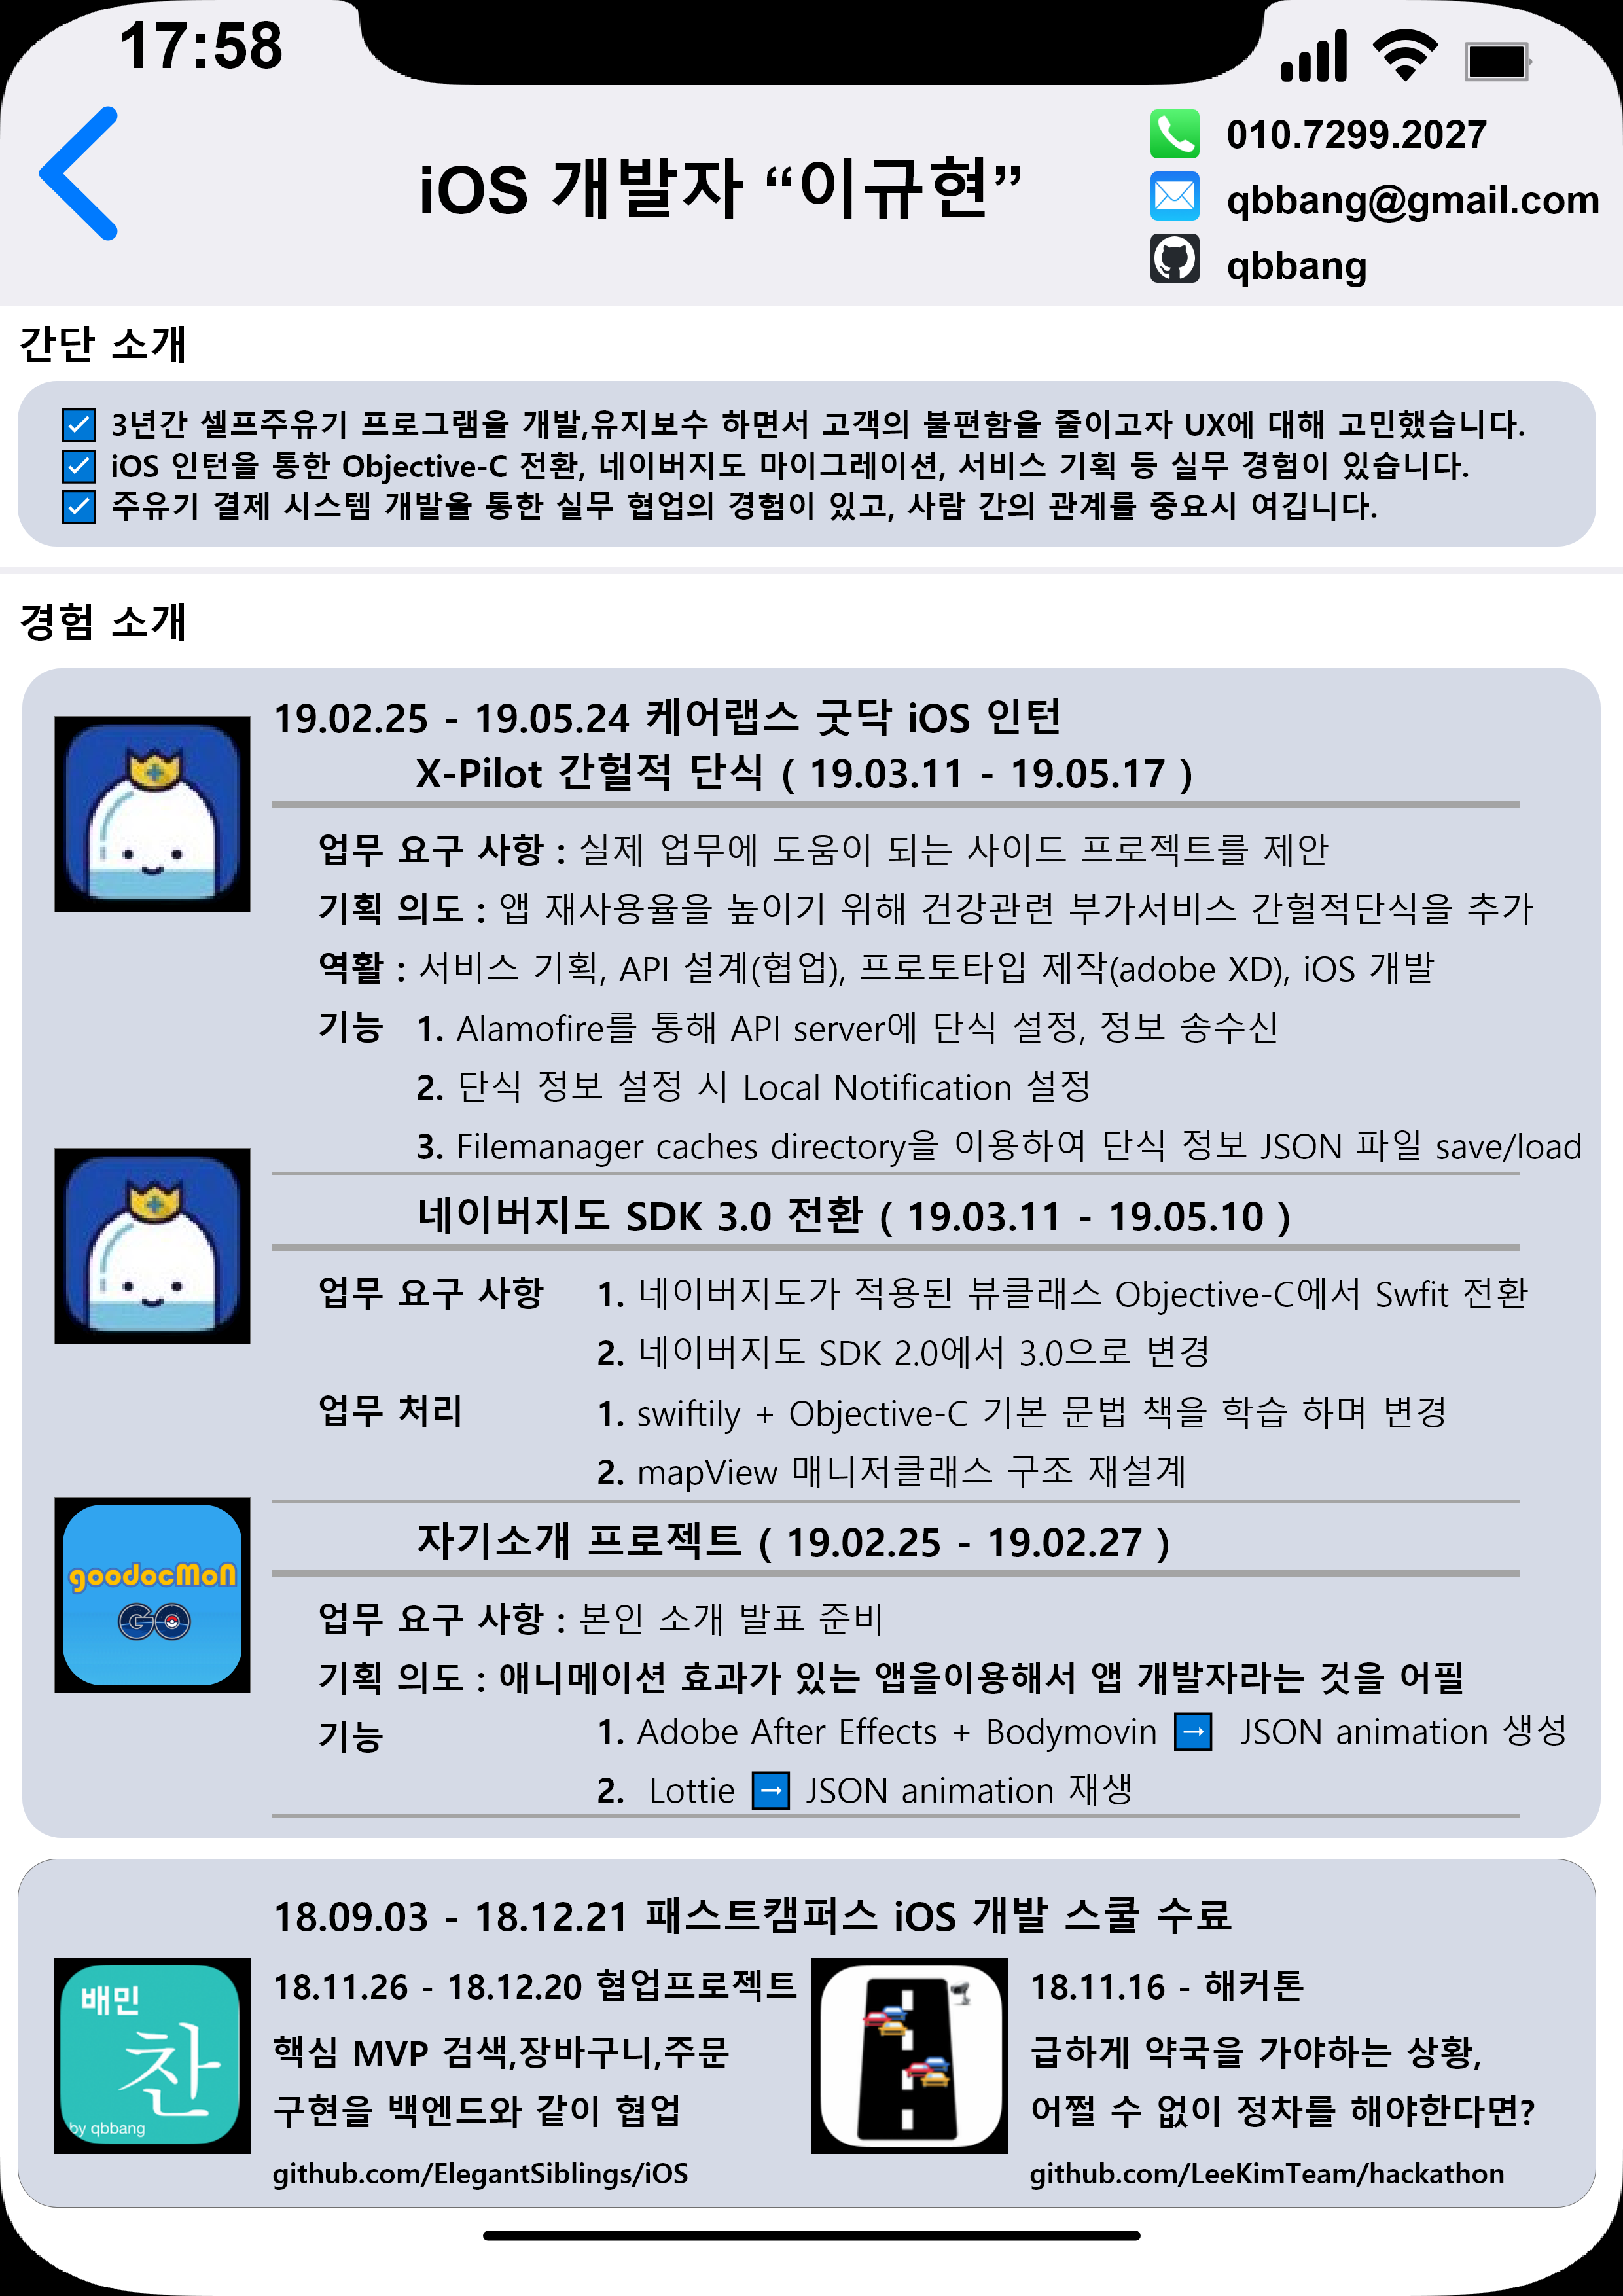 17:58
iOS 개발자 “이규현”
010.7299.2027
qbbang@gmail.com
qbbang
간단 소개
3년간 셀프주유기 프로그램을 개발,유지보수 하면서 고객의 불편함을 줄이고자 UX에 대해 고민했습니다.
iOS 인턴을 통한 Objective-C 전환, 네이버지도 마이그레이션, 서비스 기획 등 실무 경험이 있습니다.
주유기 결제 시스템 개발을 통한 실무 협업의 경험이 있고, 사람 간의 관계를 중요시 여깁니다.
경험 소개
19.02.25 - 19.05.24 케어랩스 굿닥 iOS 인턴
X-Pilot 간헐적 단식 ( 19.03.11 - 19.05.17 )
업무 요구 사항 : 실제 업무에 도움이 되는 사이드 프로젝트를 제안
기획 의도 : 앱 재사용율을 높이기 위해 건강관련 부가서비스 간헐적단식을 추가
역활 : 서비스 기획, API 설계(협업), 프로토타입 제작(adobe XD), iOS 개발
기능 1. Alamofire를 통해 API server에 단식 설정, 정보 송수신
2. 단식 정보 설정 시 Local Notification 설정
3. Filemanager caches directory을 이용하여 단식 정보 JSON 파일 save/load
네이버지도 SDK 3.0 전환 ( 19.03.11 - 19.05.10 )
업무 요구 사항 1. 네이버지도가 적용된 뷰클래스 Objective-C에서 Swfit 전환
2. 네이버지도 SDK 2.0에서 3.0으로 변경
업무 처리 1. swiftily + Objective-C 기본 문법 책을 학습 하며 변경
2. mapView 매니저클래스 구조 재설계
goodocMoN
GO
자기소개 프로젝트 ( 19.02.25 - 19.02.27 )
업무 요구 사항 : 본인 소개 발표 준비
기획 의도 : 애니메이션 효과가 있는 앱을이용해서 앱 개발자라는 것을 어필
기능 1. Adobe After Effects + Bodymovin → JSON animation 생성
2. Lottie → JSON animation 재생
18.09.03 - 18.12.21 패스트캠퍼스 iOS 개발 스쿨 수료
배민
찬
by qbbang
18.11.26 - 18.12.20 협업프로젝트
핵심 MVP 검색,장바구니,주문
구현을 백엔드와 같이 협업
github.com/ElegantSiblings/iOS
18.11.16 - 해커톤
급하게 약국을 가야하는 상황,
어쩔 수 없이 정차를 해야한다면?
github.com/LeeKimTeam/hackathon